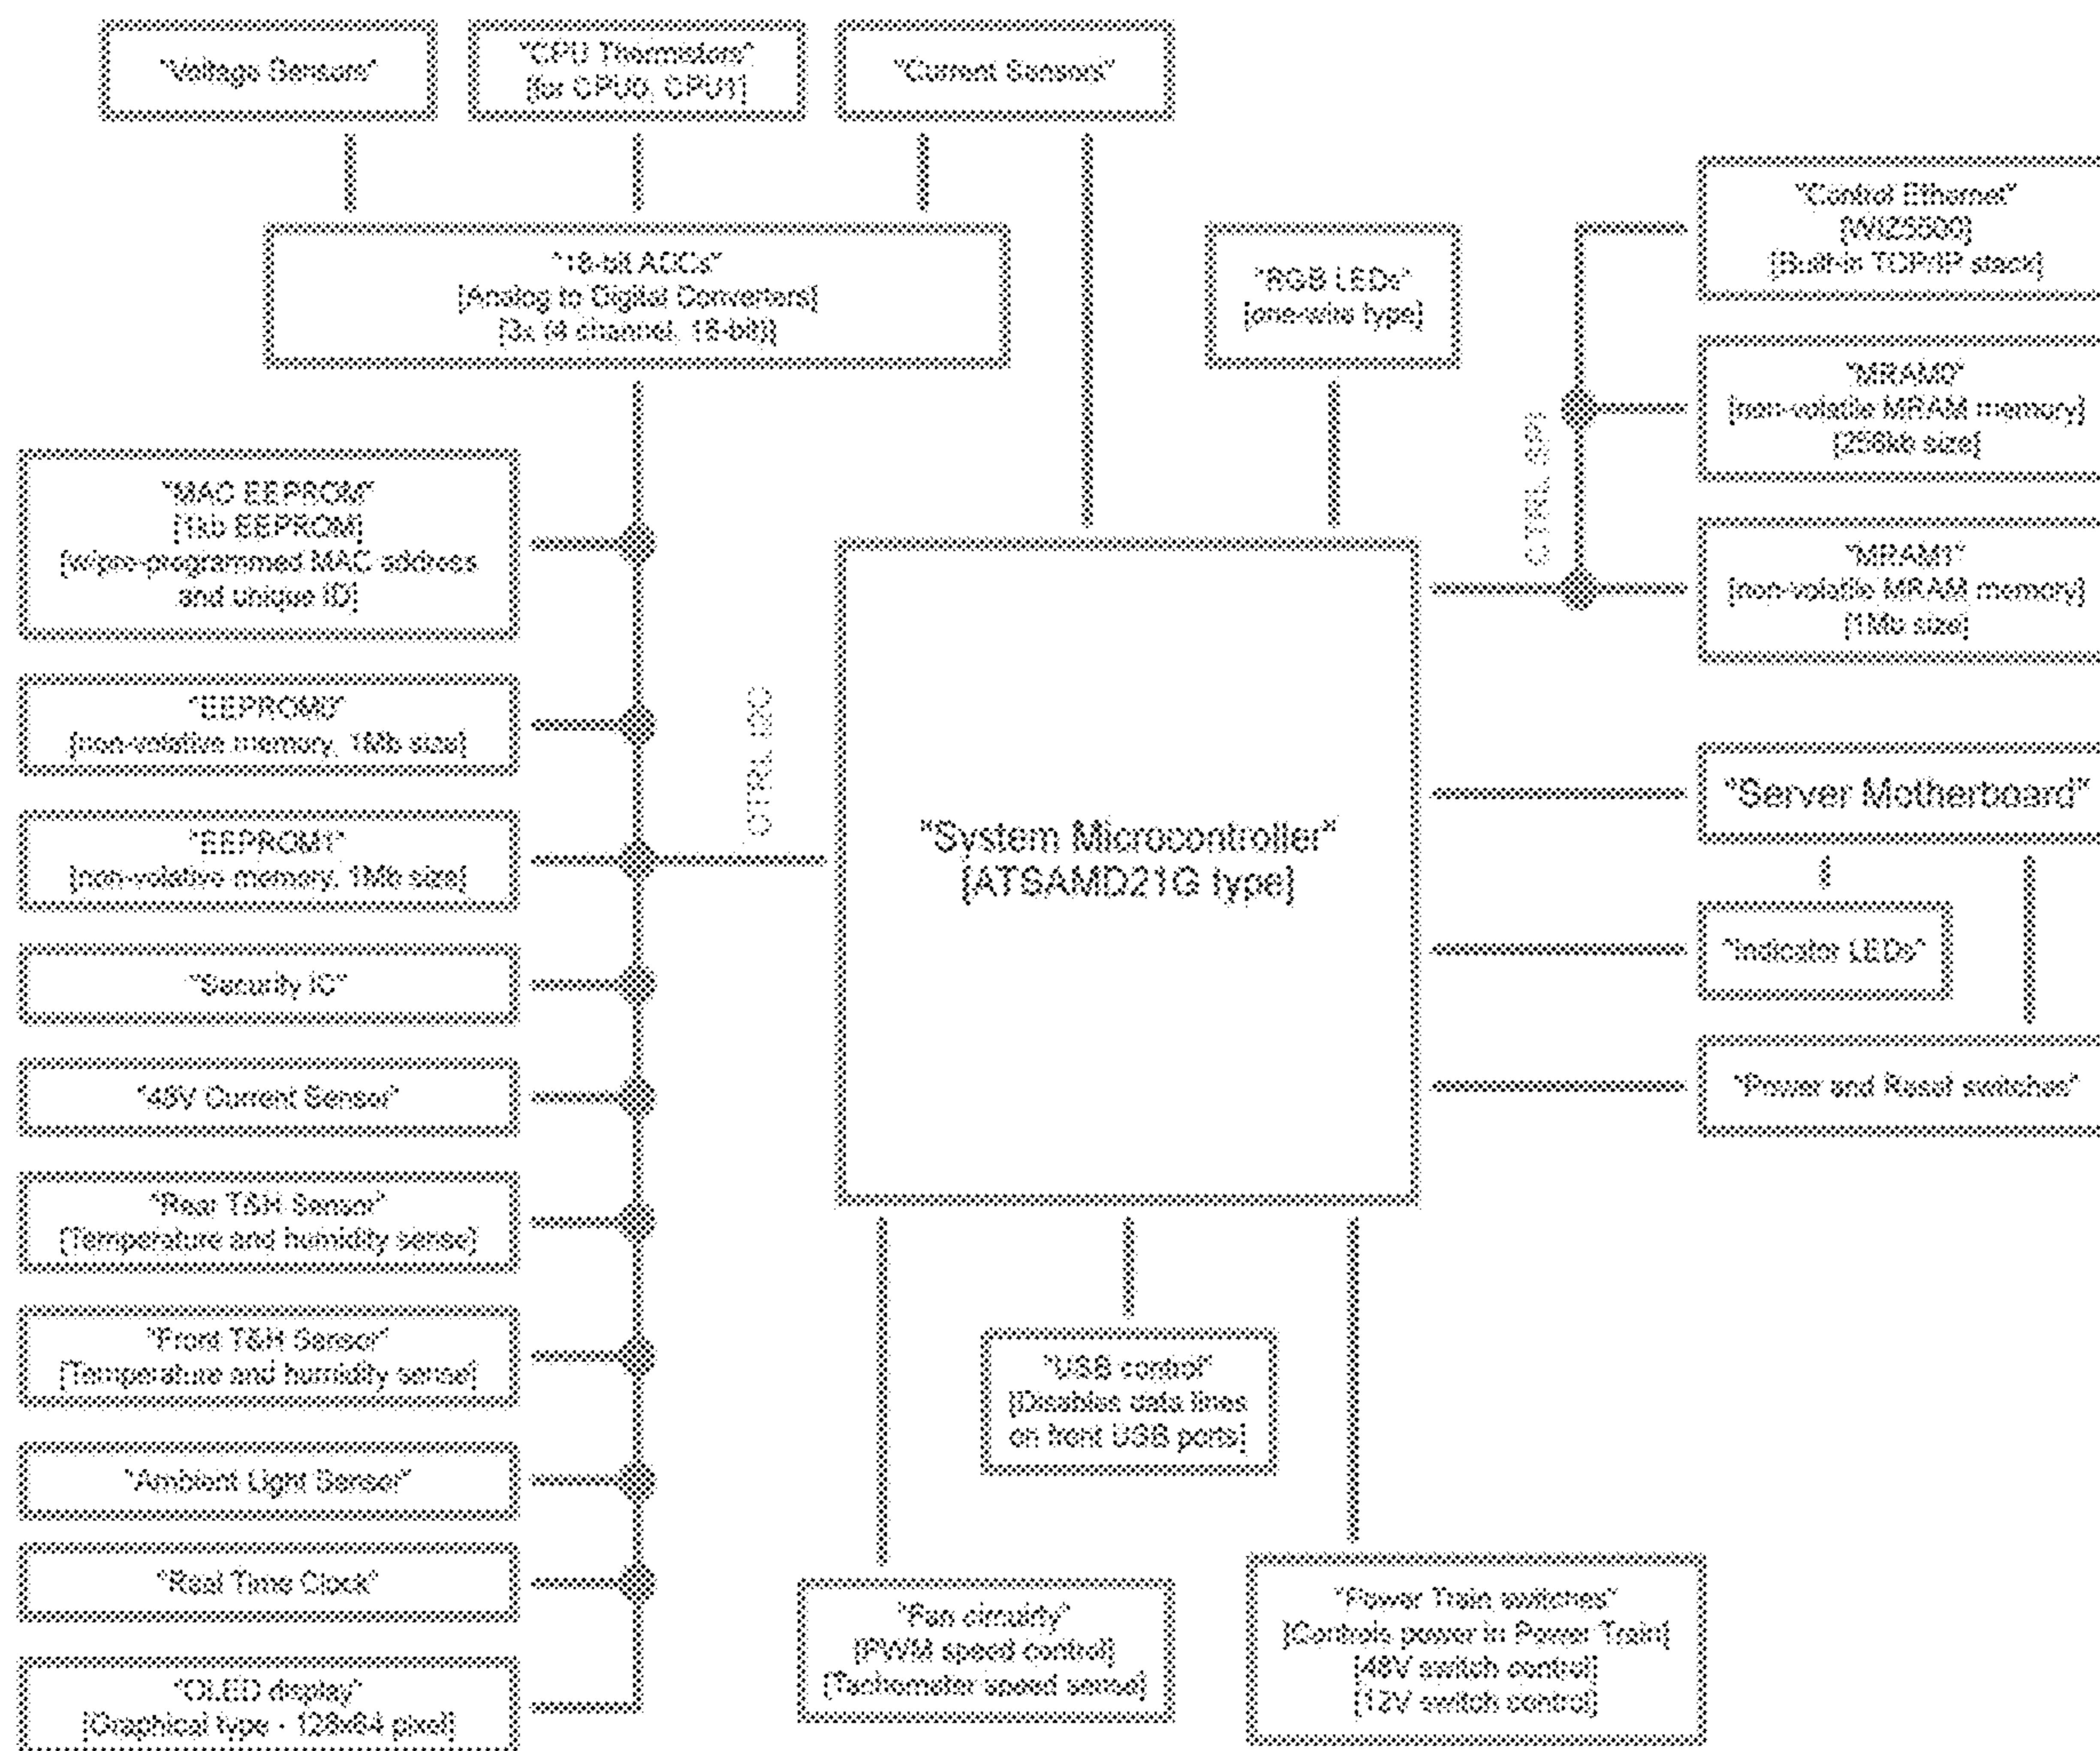 "Voltage Sensors"
"CPU Thermistors"
[for CPU0, CPU1]
"Current Sensors"
"18-bit ADCs"
[Analog to Digital Converters]
[3x (4 channel, 18-bit)]
"RGB LEDs"
[one-wire type]
"Control Ethernet"
[WIZ5500]
[Built-in TCP/IP stack]
"MRAM0"
[non-volatile MRAM memory]
[256kb size]
"MRAM1"
[non-volatile MRAM memory]
[1Mb size]
CTRL SPI
"MAC EEPROM"
[1kb EEPROM]
[w/pre-programmed MAC address
and unique ID]
"EEPROM0"
[non-volative memory, 1Mb size]
"EEPROM1"
[non-volative memory, 1Mb size]
"Security IC"
"48V Current Sensor"
"Rear T&H Sensor"
[Temperature and humidity sense]
"Front T&H Sensor"
[Temperature and humidity sense]
"Ambient Light Sensor"
"Real Time Clock"
"OLED display"
[Graphical type - 128x64 pixel]
CTRL I2C
"System Microcontroller"
[ATSAMD21G type]
"Server Motherboard"
"Indicator LEDs"
"Power and Reset switches"
"USB control"
[Disables data lines
on front USB ports]
"Fan circuity"
[PWM speed control]
[Tachometer speed sense]
"Power Train switches"
[Controls power in Power Train]
[48V switch control]
[12V switch control]